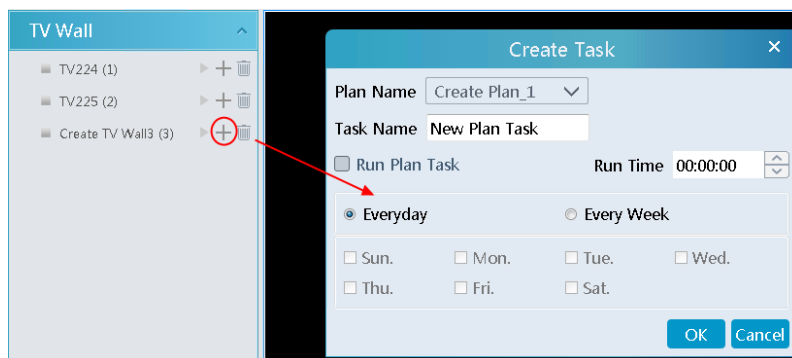 TV Wall
TV224 (1)
TV225 (2)
Create TV Wall3 (3)
Create Task
Plan Name Create Plan_1
Task Name New Plan Task
Run Plan Task Run Time 00:00:00
Everyday Every Week
Sun. Mon. Tue. Wed.
Thu. Fri. Sat.
OK Cancel